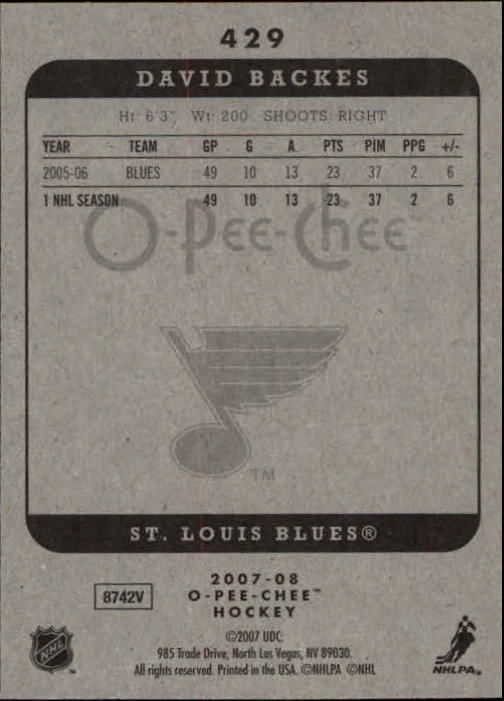 429
DAVID BACKES
Ht: 6'3" Wt: 200 SHOOTS: RIGHT
YEAR TEAM GP G A PTS PIM PPG +/-
2005-06 BLUES 49 10 13 23 37 2 6
1 NHL SEASON 49 10 13 23 37 2 6
O-Pee-Chee
TM
ST. LOUIS BLUES®
2007-08
8742V O-PEE-CHEE™
HOCKEY
©2007 UDC
985 Trade Drive, North Las Vegas, NV 89030.
All rights reserved. Printed in the USA. ©NHLPA ©NHL
NHL
NHLPA